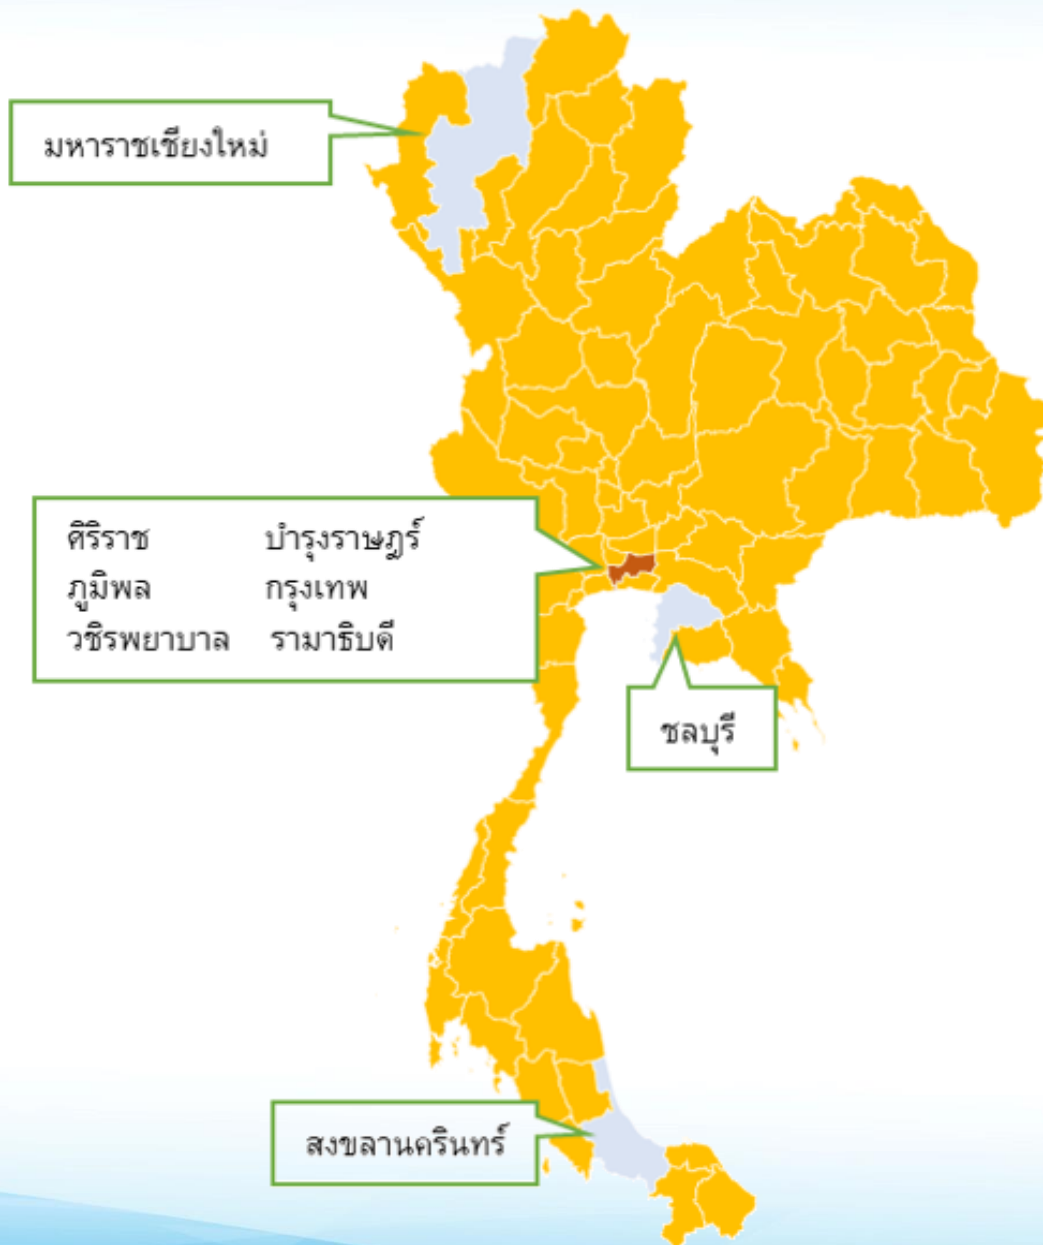 มหาราชเชียงใหม่
ศิริราช บำรุงราษฎร์
ภูมิพล กรุงเทพ
วชิรพยาบาล รามาธิบดี
ชลบุรี
สงขลานครินทร์